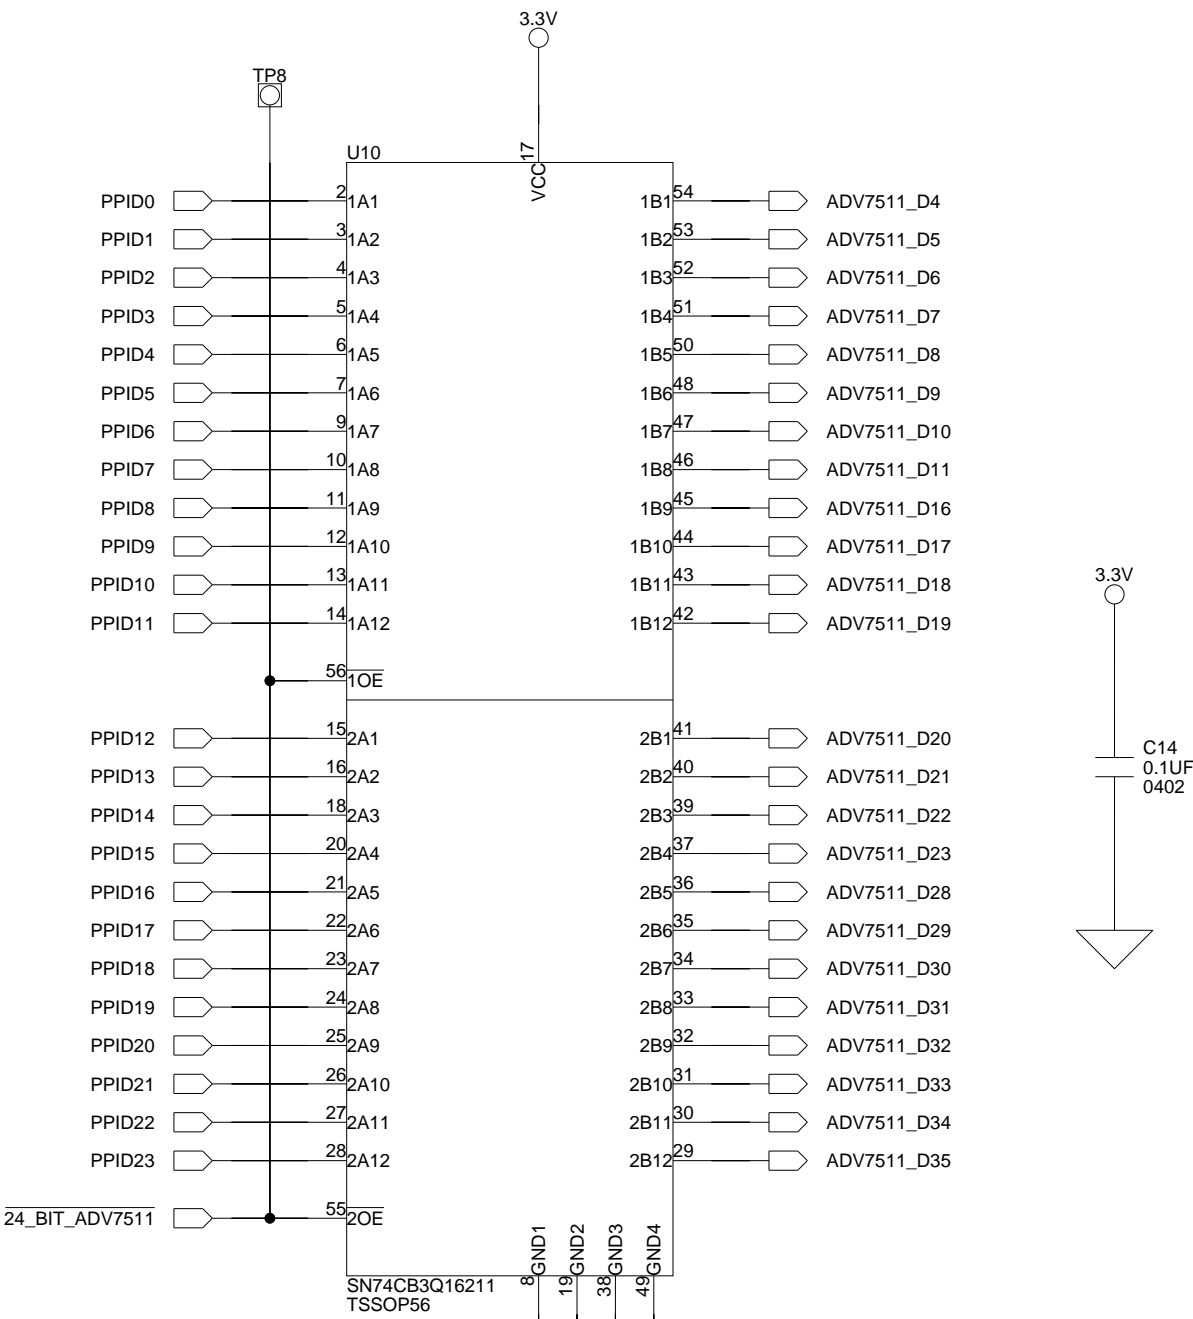 3.3V
TP8
U10
17
VCC
PPID0 2 1A1 1B1 54 ADV7511_D4
PPID1 3 1A2 1B2 53 ADV7511_D5
PPID2 4 1A3 1B3 52 ADV7511_D6
PPID3 5 1A4 1B4 51 ADV7511_D7
PPID4 6 1A5 1B5 50 ADV7511_D8
PPID5 7 1A6 1B6 48 ADV7511_D9
PPID6 9 1A7 1B7 47 ADV7511_D10
PPID7 10 1A8 1B8 46 ADV7511_D11
PPID8 11 1A9 1B9 45 ADV7511_D16
PPID9 12 1A10 1B10 44 ADV7511_D17
PPID10 13 1A11 1B11 43 ADV7511_D18
PPID11 14 1A12 1B12 42 ADV7511_D19
56 1OE
PPID12 15 2A1 2B1 41 ADV7511_D20
PPID13 16 2A2 2B2 40 ADV7511_D21
PPID14 18 2A3 2B3 39 ADV7511_D22
PPID15 20 2A4 2B4 37 ADV7511_D23
PPID16 21 2A5 2B5 36 ADV7511_D28
PPID17 22 2A6 2B6 35 ADV7511_D29
PPID18 23 2A7 2B7 34 ADV7511_D30
PPID19 24 2A8 2B8 33 ADV7511_D31
PPID20 25 2A9 2B9 32 ADV7511_D32
PPID21 26 2A10 2B10 31 ADV7511_D33
PPID22 27 2A11 2B11 30 ADV7511_D34
PPID23 28 2A12 2B12 29 ADV7511_D35
24_BIT_ADV7511 55 2OE
8 GND1
19 GND2
38 GND3
49 GND4
SN74CB3Q16211
TSSOP56
3.3V
C14
0.1UF
0402